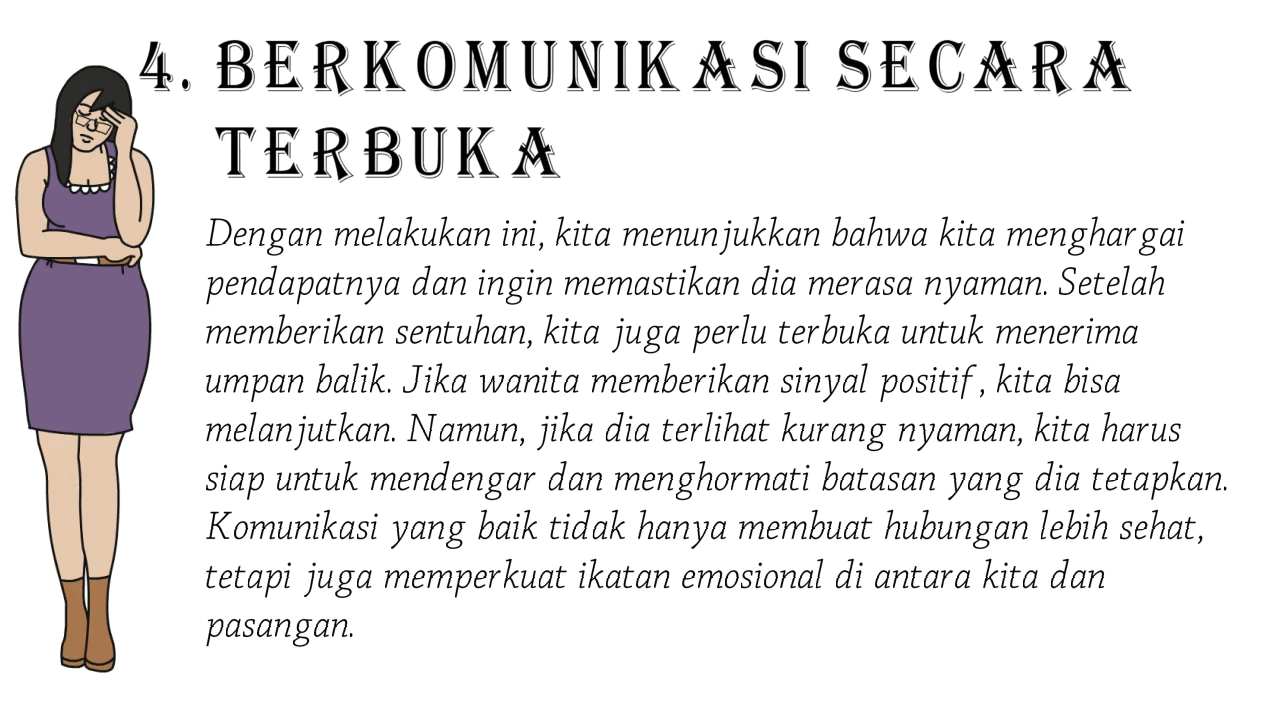 4. BERKOMUNIKASI SECARA
TERBUKA
Dengan melakukan ini, kita menunjukkan bahwa kita menghargai
pendapatnya dan ingin memastikan dia merasa nyaman. Setelah
memberikan sentuhan, kita juga perlu terbuka untuk menerima
umpan balik. Jika wanita memberikan sinyal positif, kita bisa
melanjutkan. Namun, jika dia terlihat kurang nyaman, kita harus
siap untuk mendengar dan menghormati batasan yang dia tetapkan.
Komunikasi yang baik tidak hanya membuat hubungan lebih sehat,
tetapi juga memperkuat ikatan emosional di antara kita dan
pasangan.